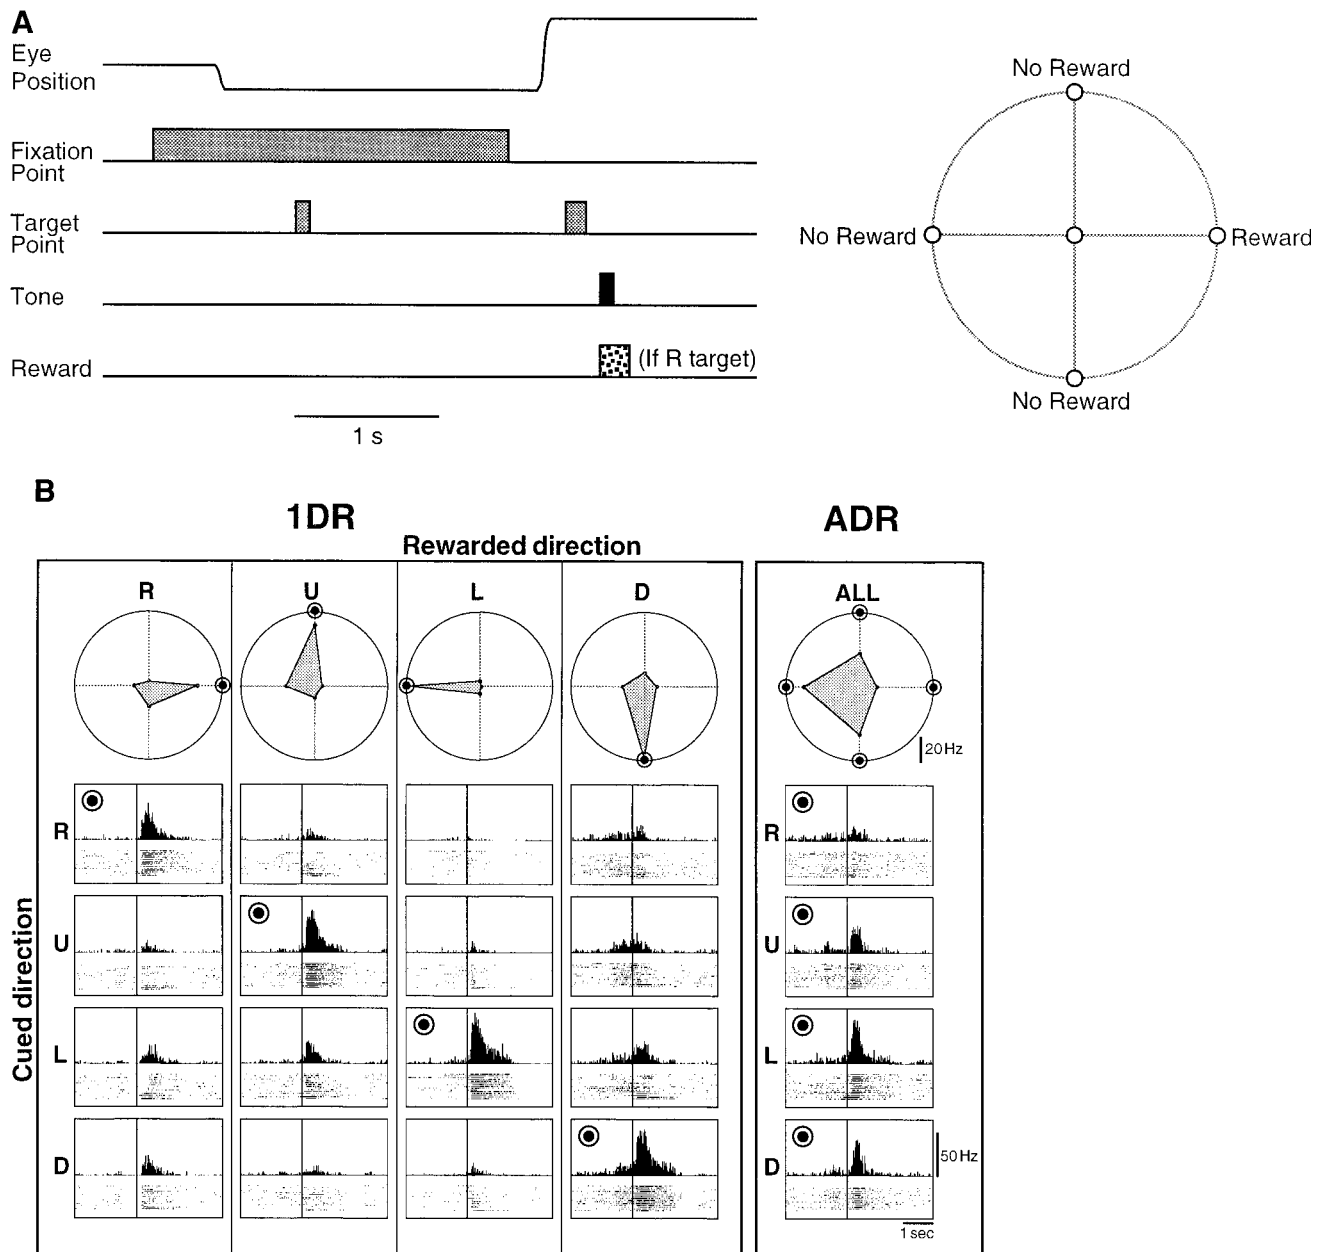 A
Eye
Position
Fixation
Point
Target
Point
Tone
Reward
(If R target)
1 s
No Reward
No Reward
Reward
No Reward
B
1DR
ADR
Rewarded direction
R
U
L
D
ALL
20 Hz
Cued direction
R
R
U
U
L
L
D
D
50 Hz
1 sec